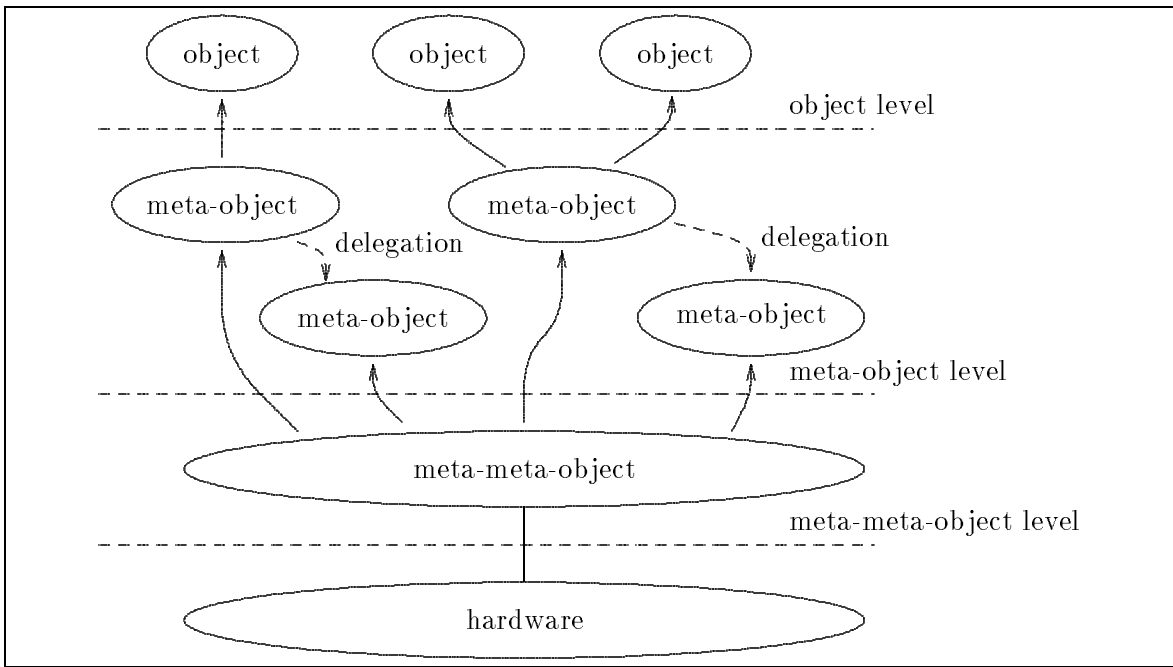 object
object
object
object level
meta-object
meta-object
delegation
delegation
meta-object
meta-object
meta-object level
meta-meta-object
meta-meta-object level
hardware